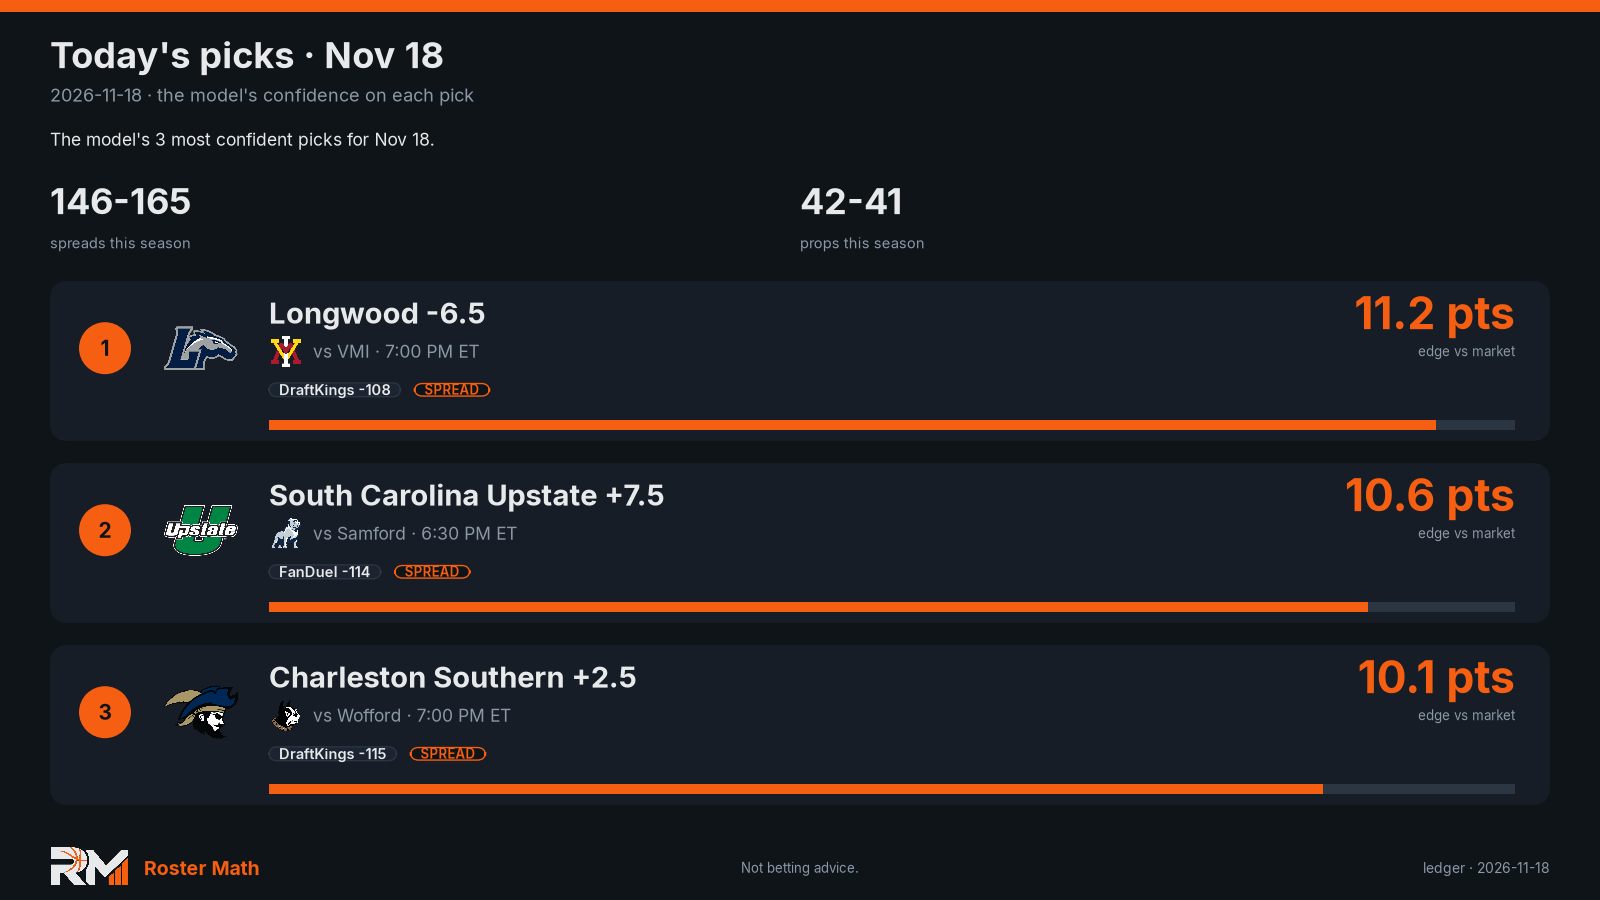 Today's picks · Nov 18
2026-11-18 · the model's confidence on each pick
The model's 3 most confident picks for Nov 18.
146-165
spreads this season
42-41
props this season
1
Longwood -6.5
vs VMI · 7:00 PM ET
DraftKings -108
SPREAD
11.2 pts
edge vs market
2
Upstate
South Carolina Upstate +7.5
vs Samford · 6:30 PM ET
FanDuel -114
SPREAD
10.6 pts
edge vs market
3
Charleston Southern +2.5
vs Wofford · 7:00 PM ET
DraftKings -115
SPREAD
10.1 pts
edge vs market
RM Roster Math
Not betting advice.
ledger · 2026-11-18